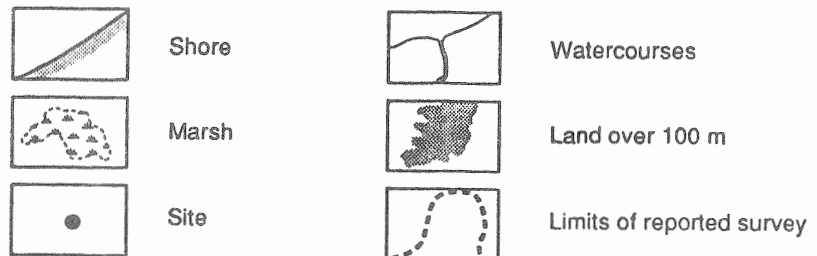 Shore
Watercourses
Marsh
Land over 100 m
Site
Limits of reported survey